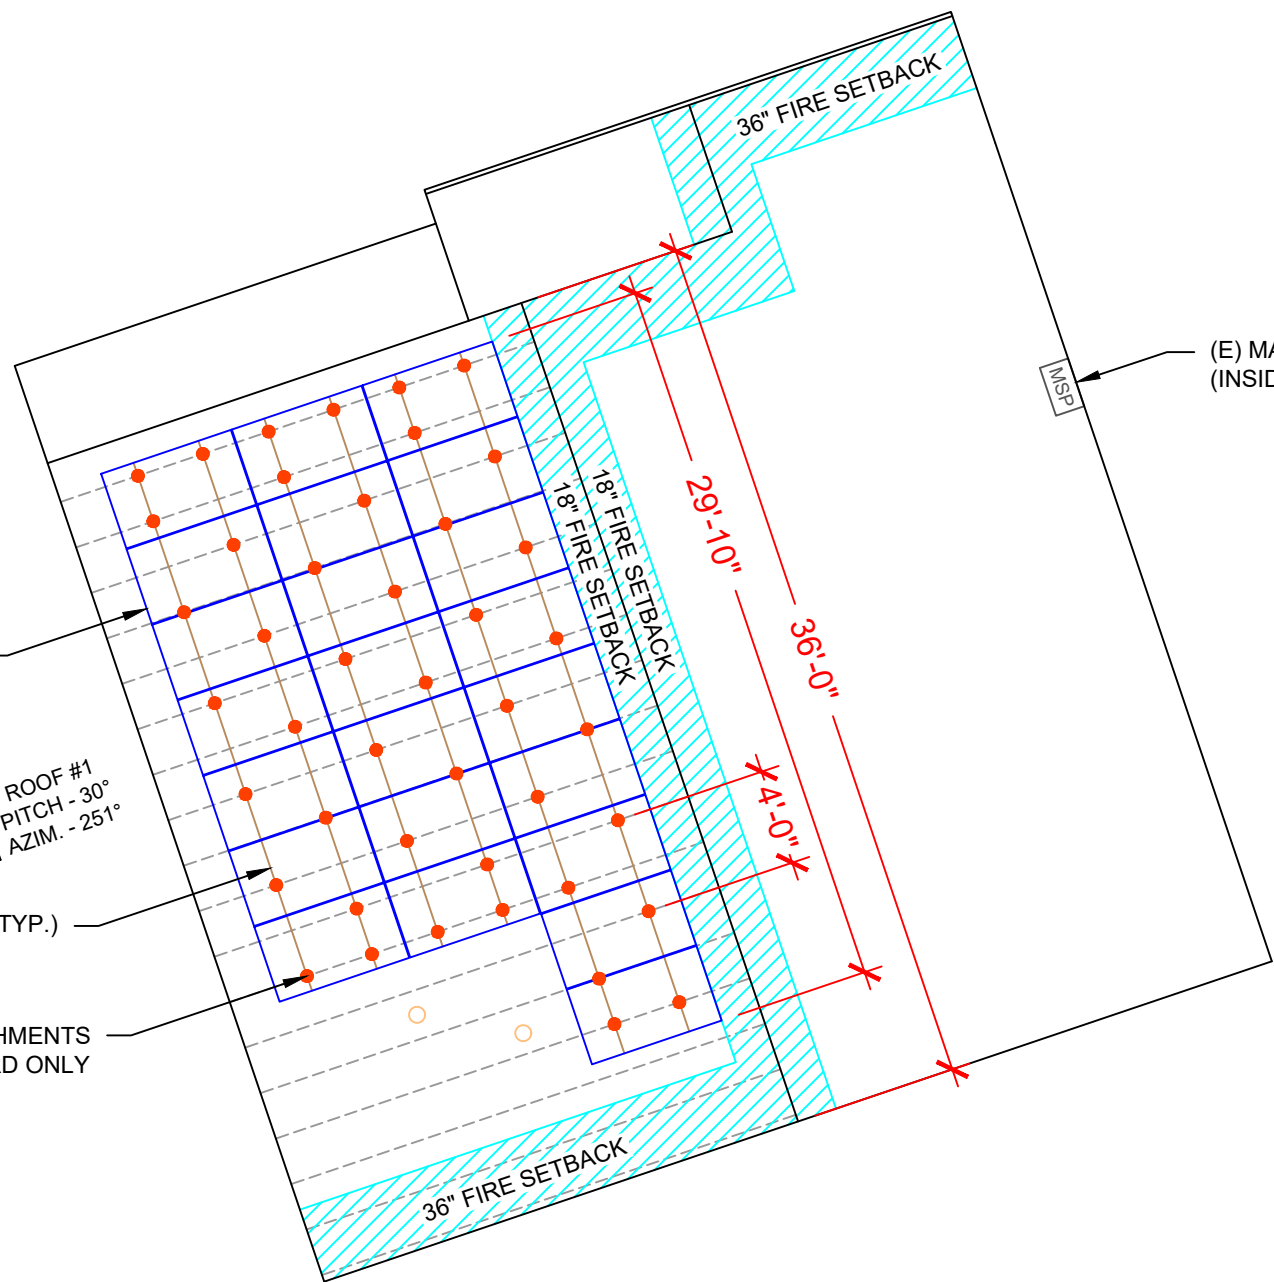 36" FIRE SETBACK
(E) MA
(INSID
MSP
29'-10"
18" FIRE SETBACK
18" FIRE SETBACK
36'-0"
4'-0"
ROOF #1
PITCH - 30°
AZIM. - 251°
TYP.)
HMENTS
D ONLY
36" FIRE SETBACK